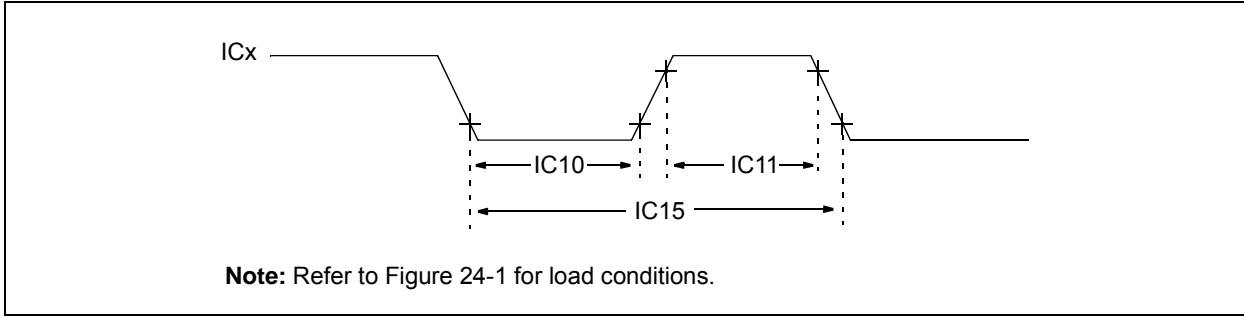 ICx
IC10
IC11
IC15
Note: Refer to Figure 24-1 for load conditions.